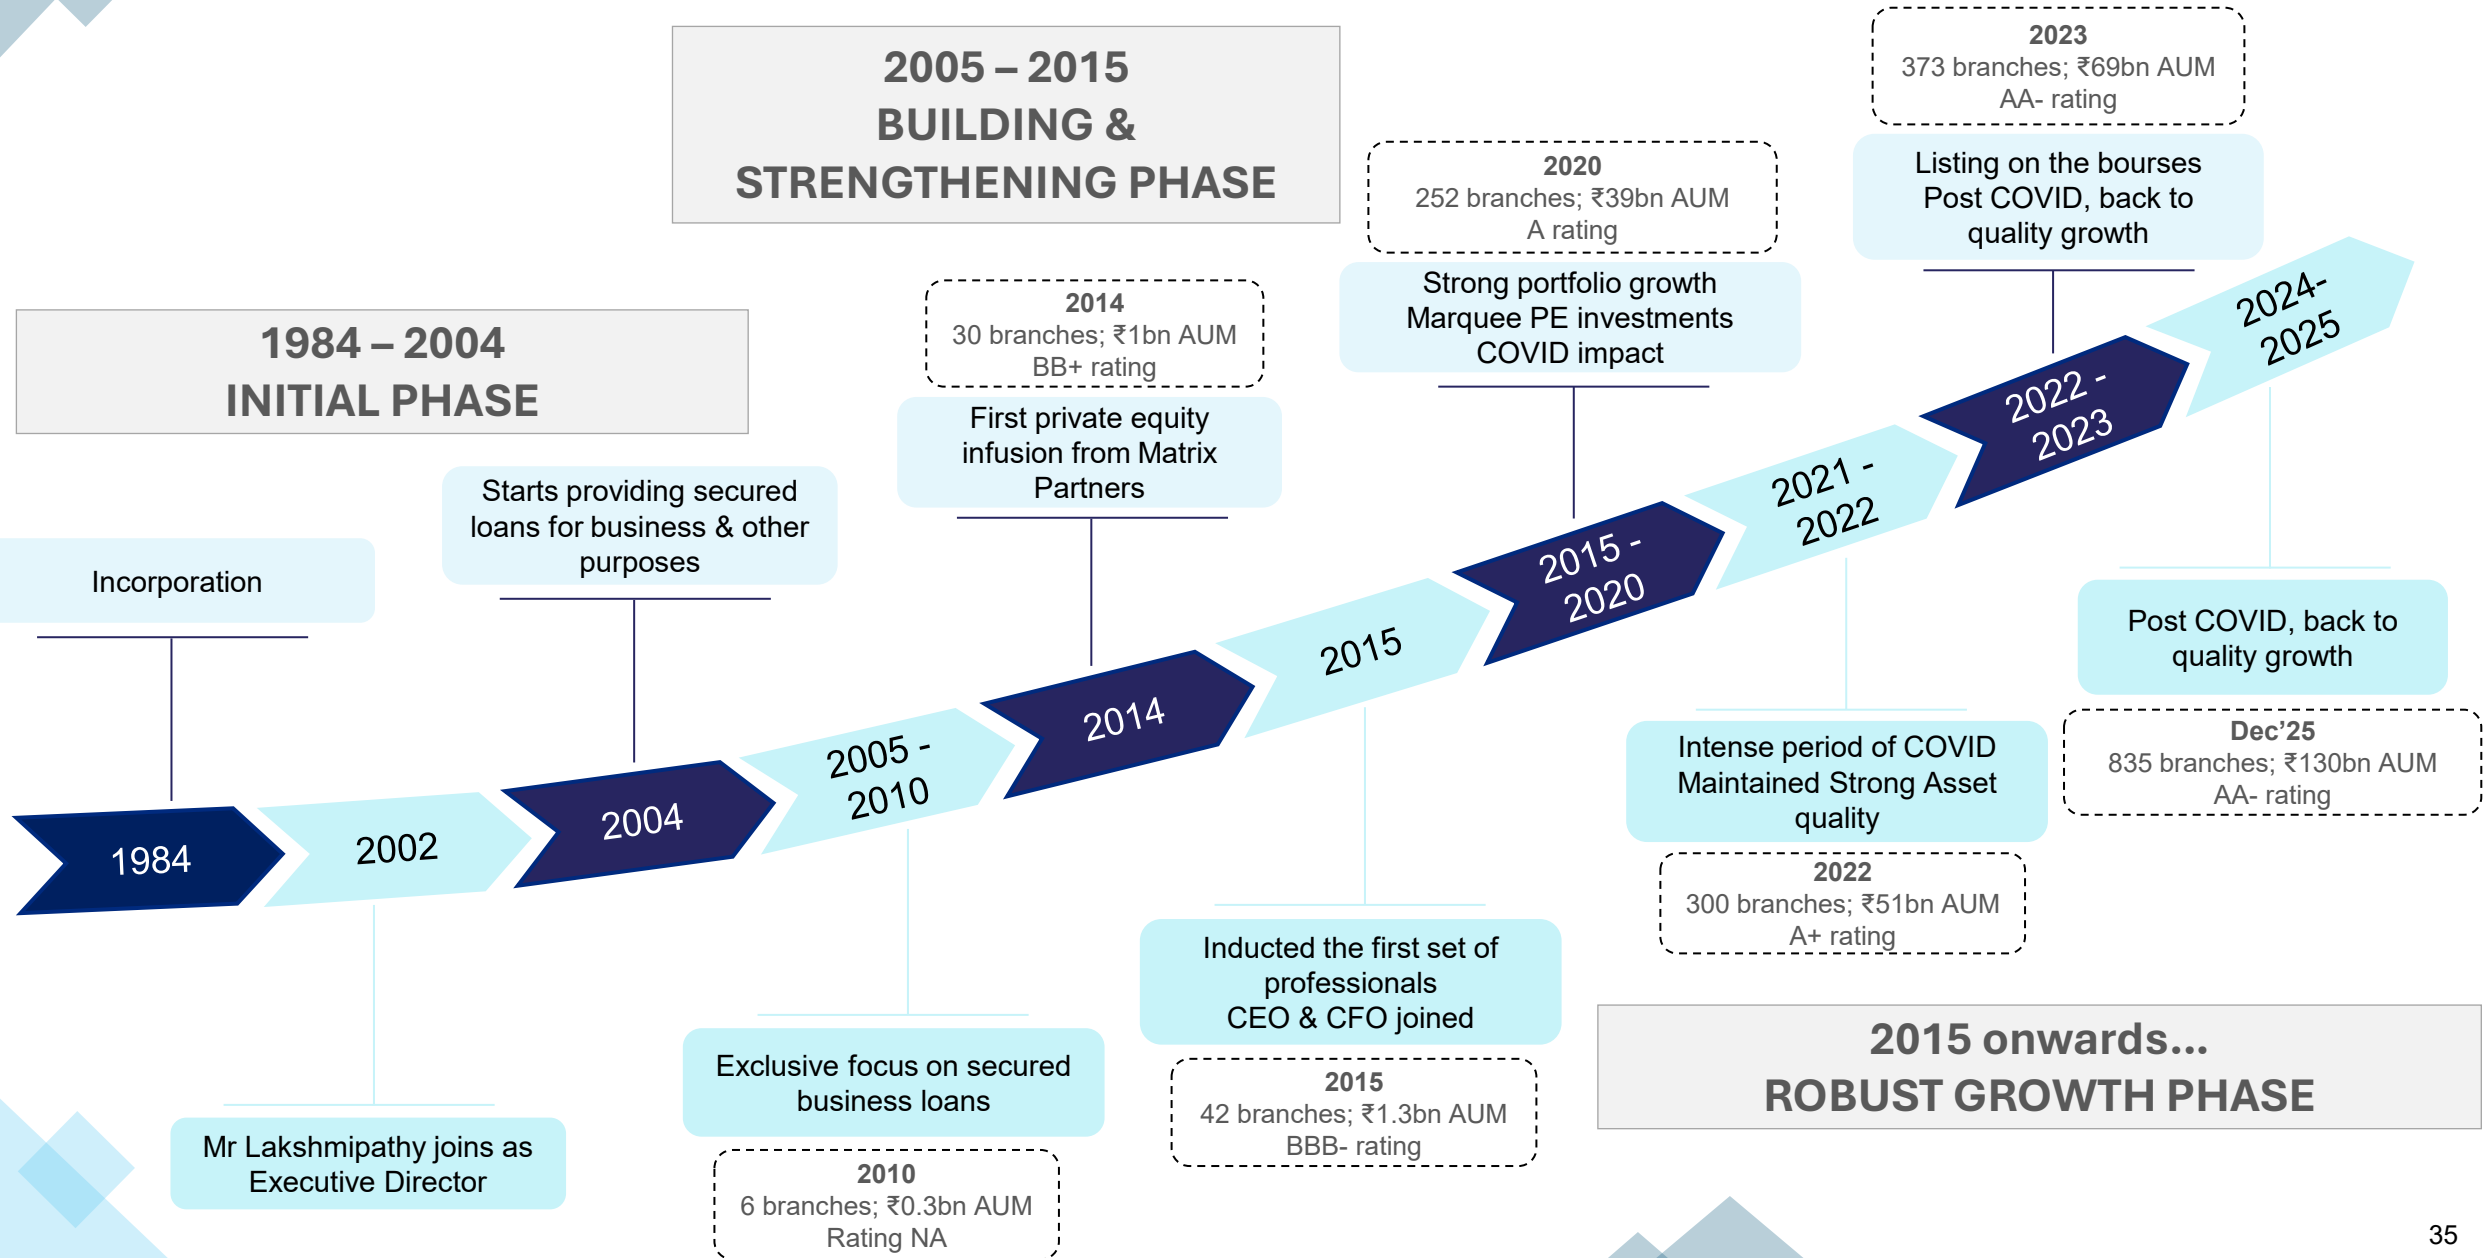 1984 – 2004
INITIAL PHASE
2005 – 2015
BUILDING &
STRENGTHENING PHASE
2015 onwards...
ROBUST GROWTH PHASE
Incorporation
1984
2002
Mr Lakshmipathy joins as
Executive Director
Starts providing secured
loans for business & other
purposes
2004
2005 -
2010
Exclusive focus on secured
business loans
2010
6 branches; ₹0.3bn AUM
Rating NA
2014
30 branches; ₹1bn AUM
BB+ rating
First private equity
infusion from Matrix
Partners
2014
2015
Inducted the first set of
professionals
CEO & CFO joined
2015
42 branches; ₹1.3bn AUM
BBB- rating
2020
252 branches; ₹39bn AUM
A rating
Strong portfolio growth
Marquee PE investments
COVID impact
2015 -
2020
2021 -
2022
Intense period of COVID
Maintained Strong Asset
quality
2022
300 branches; ₹51bn AUM
A+ rating
2023
373 branches; ₹69bn AUM
AA- rating
Listing on the bourses
Post COVID, back to
quality growth
2022 -
2023
2024-
2025
Post COVID, back to
quality growth
Dec’25
835 branches; ₹130bn AUM
AA- rating
35